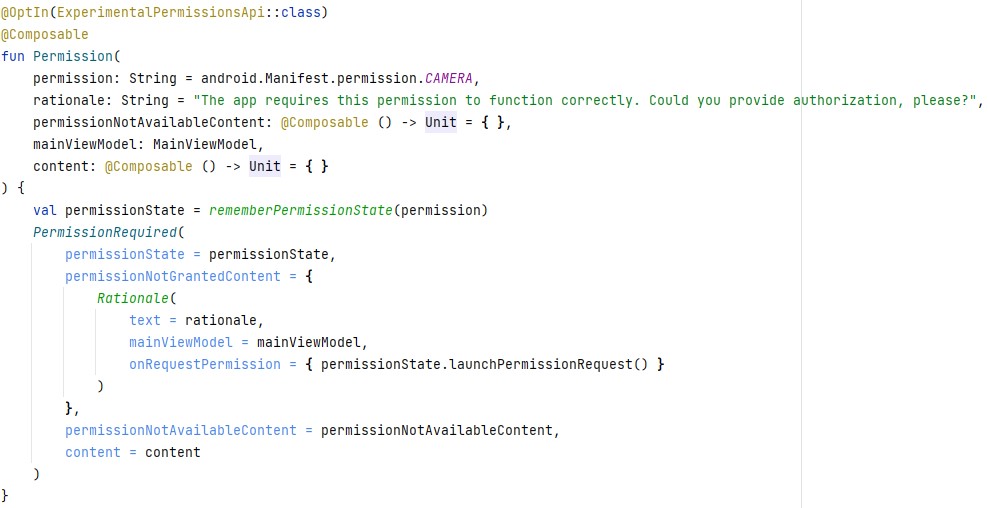 @OptIn(ExperimentalPermissionsApi::class)
@Composable
fun Permission(
    permission: String = android.Manifest.permission.CAMERA,
    rationale: String = "The app requires this permission to function correctly. Could you provide authorization, please?",
    permissionNotAvailableContent: @Composable () -> Unit = { },
    mainViewModel: MainViewModel,
    content: @Composable () -> Unit = { }
) {
    val permissionState = rememberPermissionState(permission)
    PermissionRequired(
        permissionState = permissionState,
        permissionNotGrantedContent = {
            Rationale(
                text = rationale,
                mainViewModel = mainViewModel,
                onRequestPermission = { permissionState.launchPermissionRequest() }
            )
        },
        permissionNotAvailableContent = permissionNotAvailableContent,
        content = content
    )
}